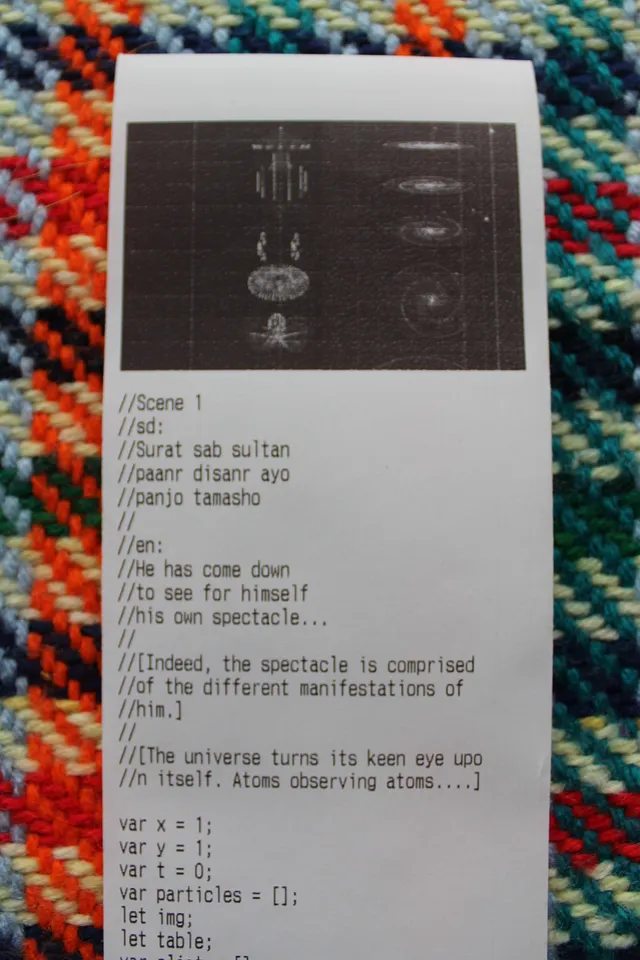 //Scene 1
//sd:
//Surat sab sultan
//paanr disanr ayo
//panjo tamasho
//
//en:
//He has come down
//to see for himself
//his own spectacle...
//
//[Indeed, the spectacle is comprised
//of the different manifestations of
//him.]
//
//[The universe turns its keen eye upo
//n itself. Atoms observing atoms....]
var x = 1;
var y = 1;
var t = 0;
var particles = [];
let img;
let table;